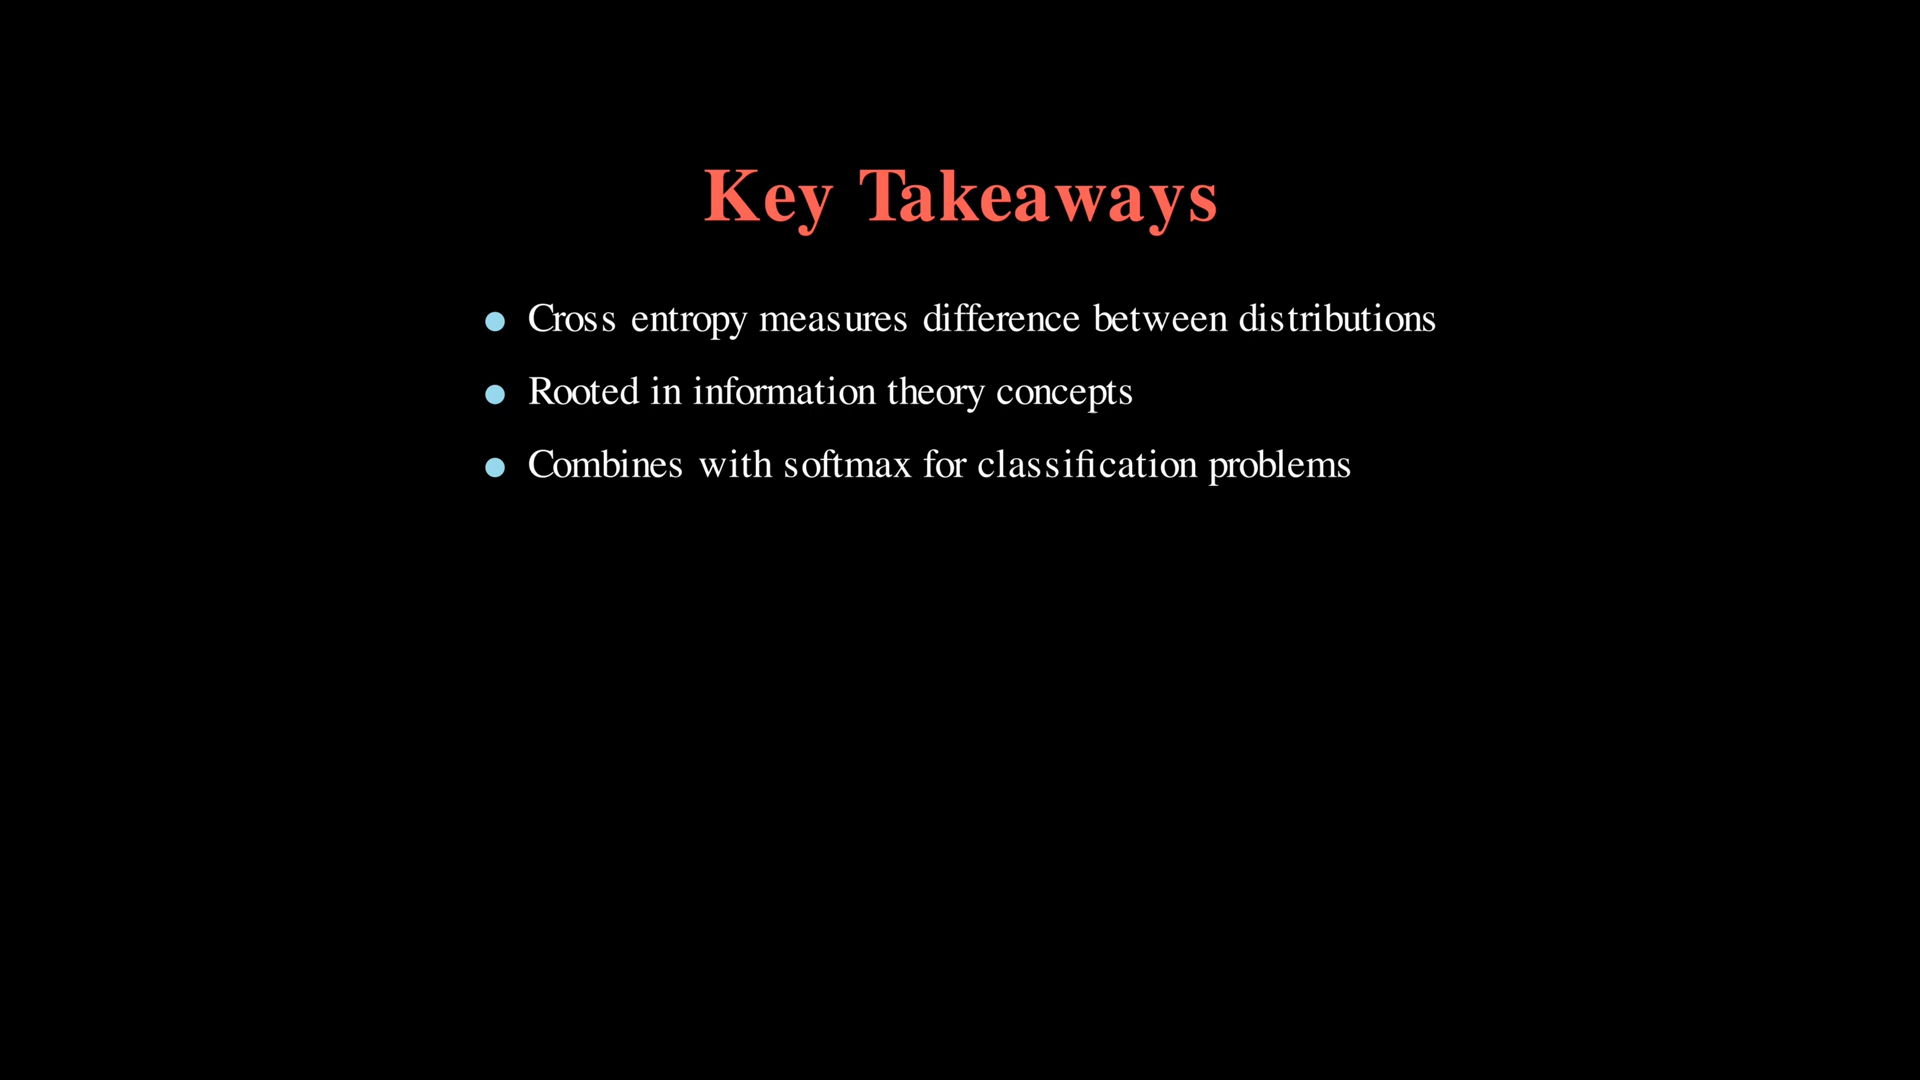 Key Takeaways
Cross entropy measures difference between distributions
Rooted in information theory concepts
Combines with softmax for classification problems